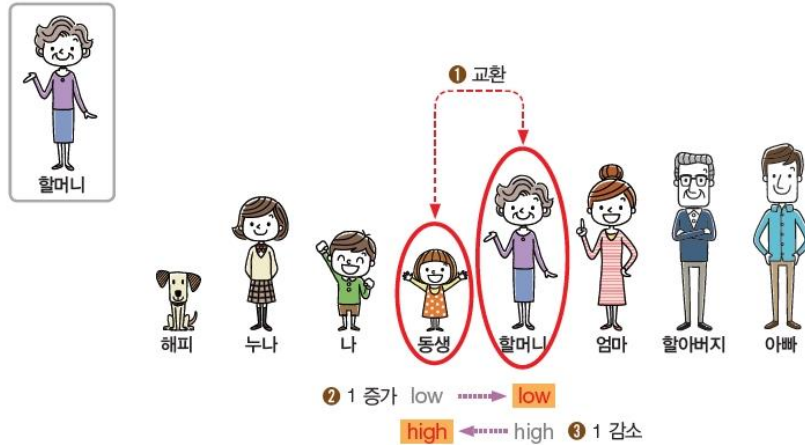 할머니
❶ 교환
해피 누나 나 동생 할머니 엄마 할아버지 아빠
❷ 1 증가 low low
high high ❸ 1 감소